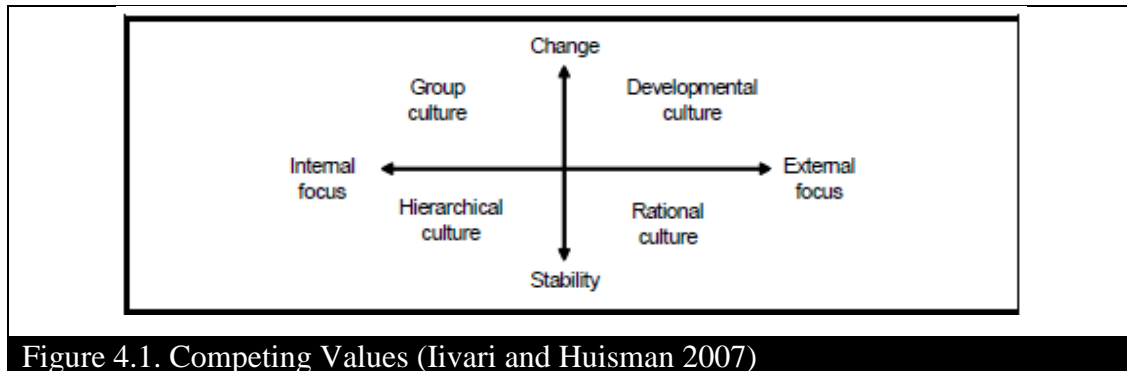 Change
Group
culture
Developmental
culture
Internal
focus
External
focus
Hierarchical
culture
Rational
culture
Stability
Figure 4.1. Competing Values (Iivari and Huisman 2007)